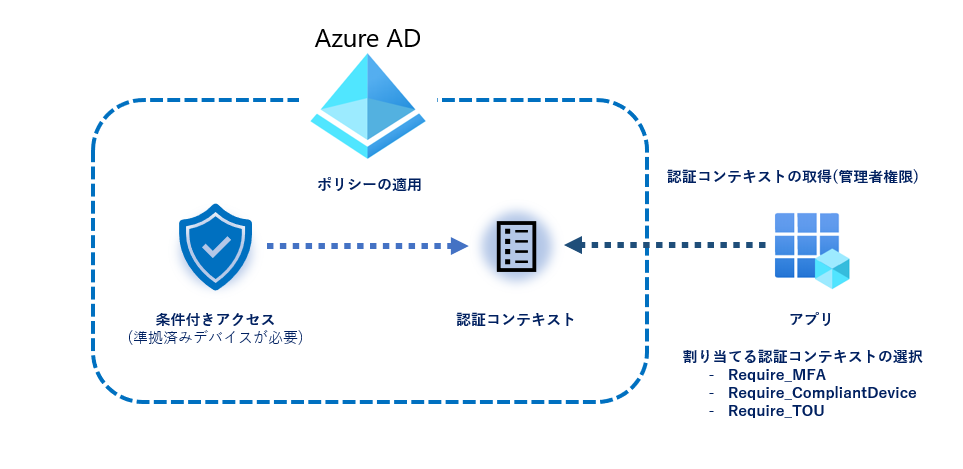 Azure AD
ポリシーの適用
認証コンテキストの取得(管理者権限)
条件付きアクセス
(準拠済みデバイスが必要)
認証コンテキスト
アプリ
割り当てる認証コンテキストの選択
- Require_MFA
- Require_CompliantDevice
- Require_TOU